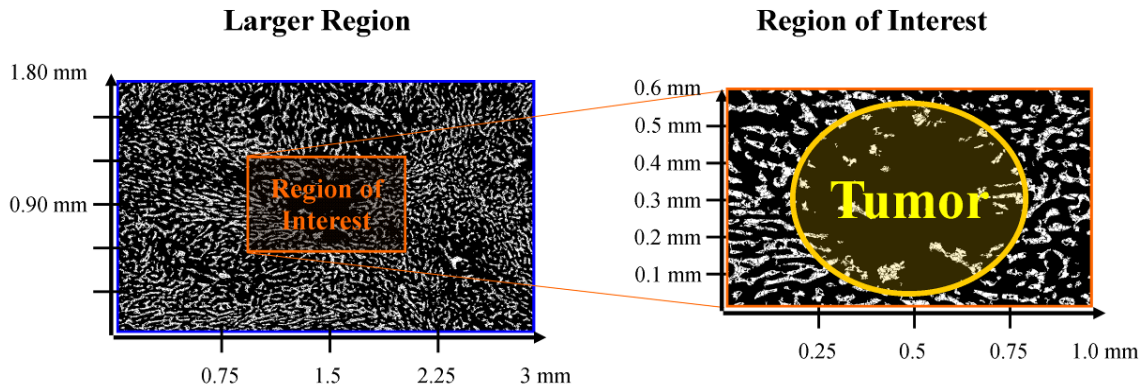 Larger Region
Region of Interest
1.80 mm
0.90 mm
Region of
Interest
0.75
1.5
2.25
3 mm
0.6 mm
0.5 mm
0.4 mm
0.3 mm
0.2 mm
0.1 mm
Tumor
0.25
0.5
0.75
1.0 mm